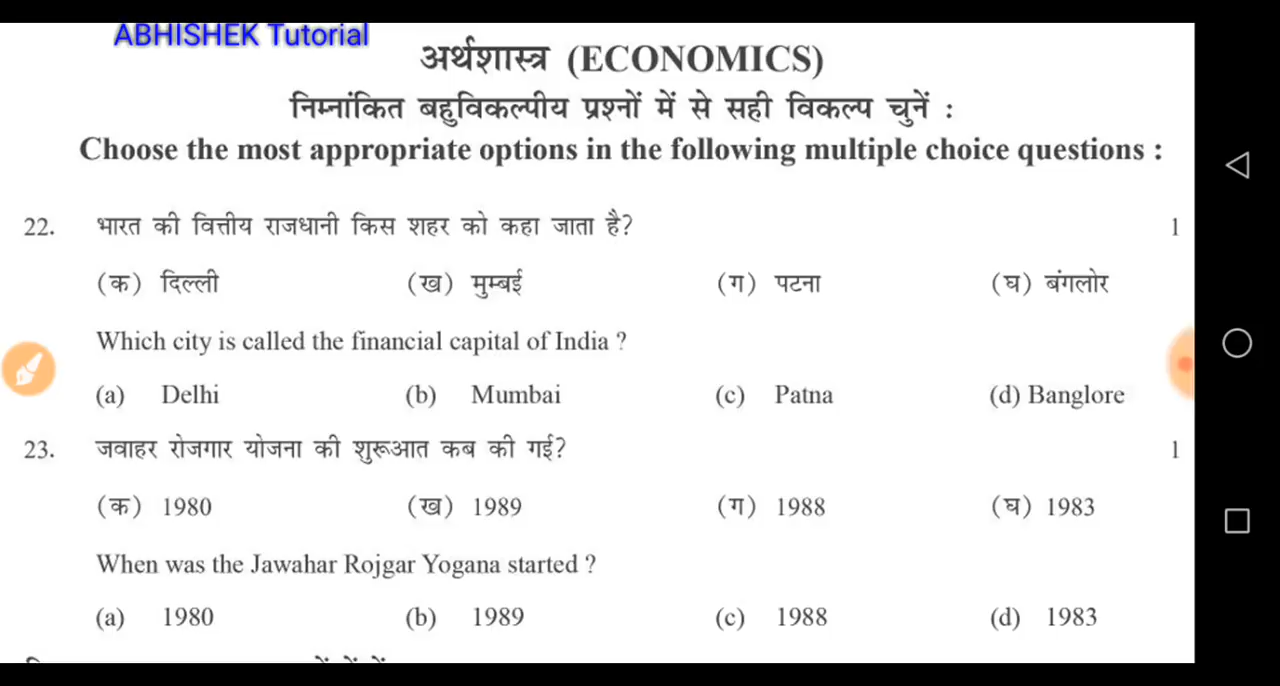 ABHISHEK Tutorial
अर्थशास्त्र (ECONOMICS)
निम्नांकित बहुविकल्पीय प्रश्नों में से सही विकल्प चुनें :
Choose the most appropriate options in the following multiple choice questions :
22. भारत की वित्तीय राजधानी किस शहर को कहा जाता है? 1
(क) दिल्ली (ख) मुम्बई (ग) पटना (घ) बंगलोर
Which city is called the financial capital of India ?
(a) Delhi (b) Mumbai (c) Patna (d) Banglore
23. जवाहर रोजगार योजना की शुरूआत कब की गई? 1
(क) 1980 (ख) 1989 (ग) 1988 (घ) 1983
When was the Jawahar Rojgar Yogana started ?
(a) 1980 (b) 1989 (c) 1988 (d) 1983